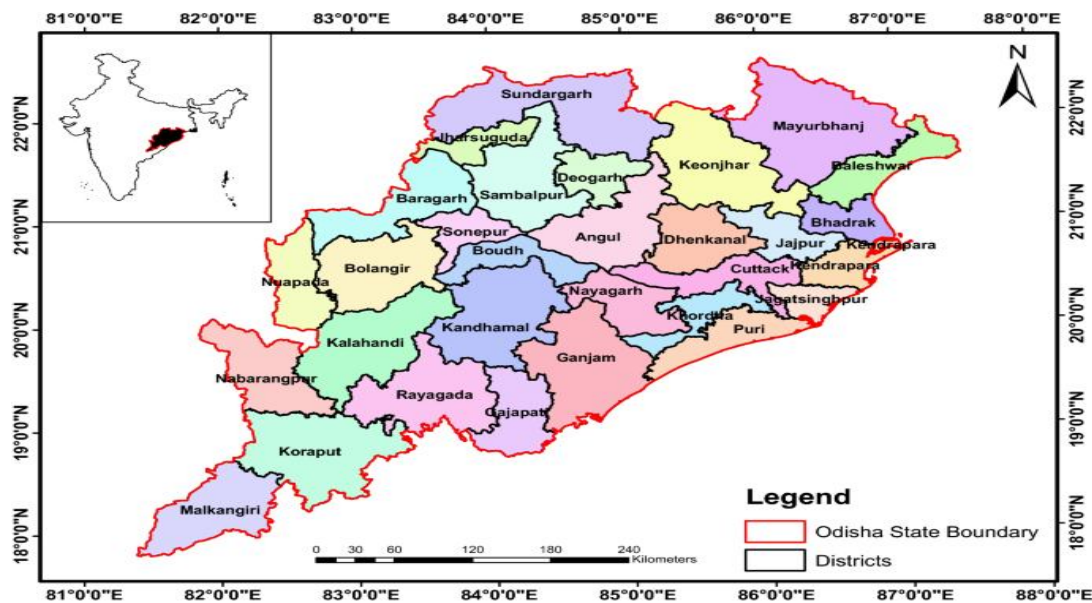 81°0'0"E 82°0'0"E 83°0'0"E 84°0'0"E 85°0'0"E 86°0'0"E 87°0'0"E 88°0'0"E
N
22°0'0"N
21°0'0"N
20°0'0"N
19°0'0"N
18°0'0"N
22°0'0"N
21°0'0"N
20°0'0"N
19°0'0"N
18°0'0"N
Sundargarh
Mayurbhanj
Jharsuguda
Keonjhar
Baleshwar
Deogarh
Sambalpur
Baragarh
Bhadrak
Sonepur
Angul
Dhenkanal
Jajpur
Kendrapara
Boudh
Bolangir
Cuttack
Kendrapara
Nuapada
Nayagarh
Jagatsinghpur
Khordha
Kandhamal
Puri
Kalahandi
Ganjam
Nabarangpur
Rayagada
Gajapati
Koraput
Malkangiri
Legend
Odisha State Boundary
Districts
0 30 60 120 180 240
Kilometers
81°0'0"E 82°0'0"E 83°0'0"E 84°0'0"E 85°0'0"E 86°0'0"E 87°0'0"E 88°0'0"E